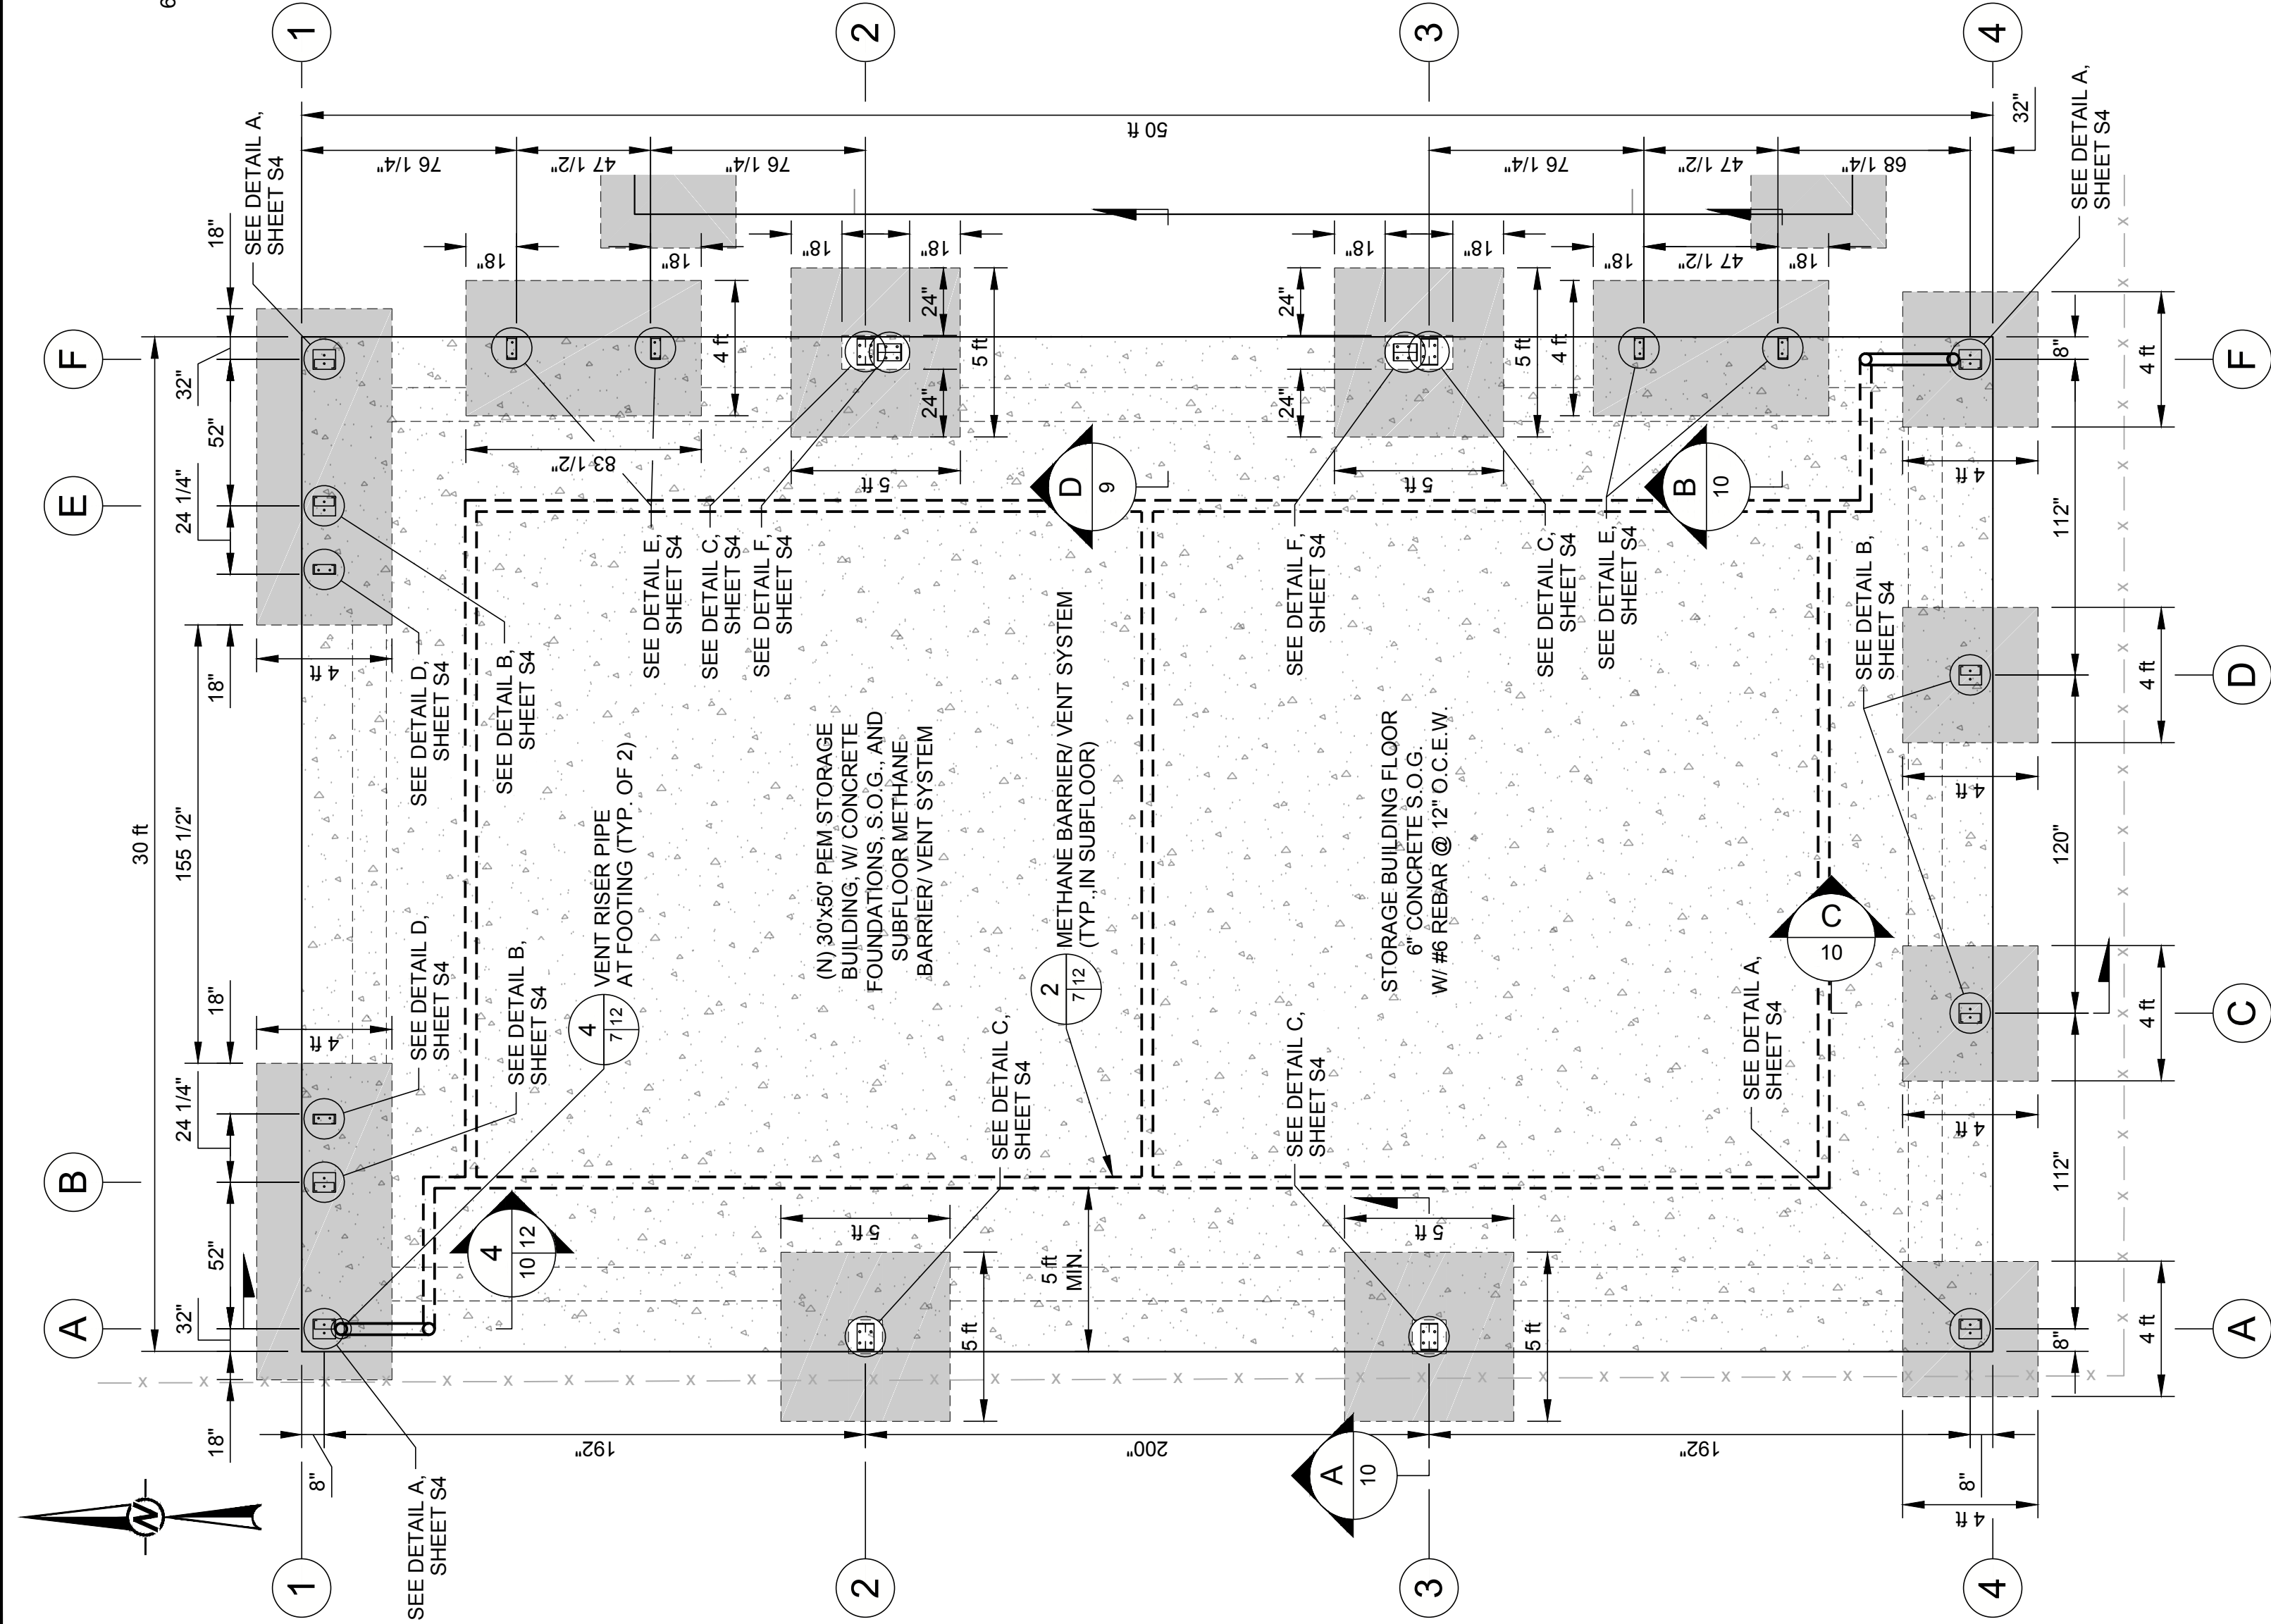 6
1
2
3
4
F
E
B
A
30 ft
18"
32"
52"
24 1/4"
18"
155 1/2"
18"
24 1/4"
52"
32"
18"
4 ft
4 ft
SEE DETAIL A,
SHEET S4
SEE DETAIL D,
SHEET S4
SEE DETAIL B,
SHEET S4
SEE DETAIL D,
SHEET S4
SEE DETAIL B,
SHEET S4
SEE DETAIL A,
SHEET S4
N
4
7 12
VENT RISER PIPE
AT FOOTING (TYP. OF 2)
4
10 12
50 ft
76 1/4"
47 1/2"
76 1/4"
76 1/4"
47 1/2"
68 1/4"
32"
18"
18"
4 ft
83 1/2"
18"
18"
24"
24"
5 ft
5 ft
SEE DETAIL E,
SHEET S4
SEE DETAIL C,
SHEET S4
SEE DETAIL F,
SHEET S4
(N) 30'x50' PEM STORAGE
BUILDING, W/ CONCRETE
FOUNDATIONS, S.O.G., AND
SUBFLOOR METHANE
BARRIER/ VENT SYSTEM
D
9
2
7 12
METHANE BARRIER/ VENT SYSTEM
(TYP., IN SUBFLOOR)
SEE DETAIL C,
SHEET S4
5 ft
5 ft
5 ft
MIN.
18"
18"
24"
24"
5 ft
5 ft
18"
47 1/2"
18"
4 ft
SEE DETAIL F,
SHEET S4
SEE DETAIL C,
SHEET S4
SEE DETAIL E,
SHEET S4
STORAGE BUILDING FLOOR
6" CONCRETE S.O.G.
W/ #6 REBAR @ 12" O.C.E.W.
SEE DETAIL C,
SHEET S4
5 ft
5 ft
B
10
C
10
A
10
SEE DETAIL B,
SHEET S4
SEE DETAIL A,
SHEET S4
SEE DETAIL A,
SHEET S4
8"
192"
200"
192"
8"
4 ft
4 ft
4 ft
4 ft
8"
112"
120"
112"
8"
4 ft
4 ft
4 ft
4 ft
F
D
C
A
1
2
3
4